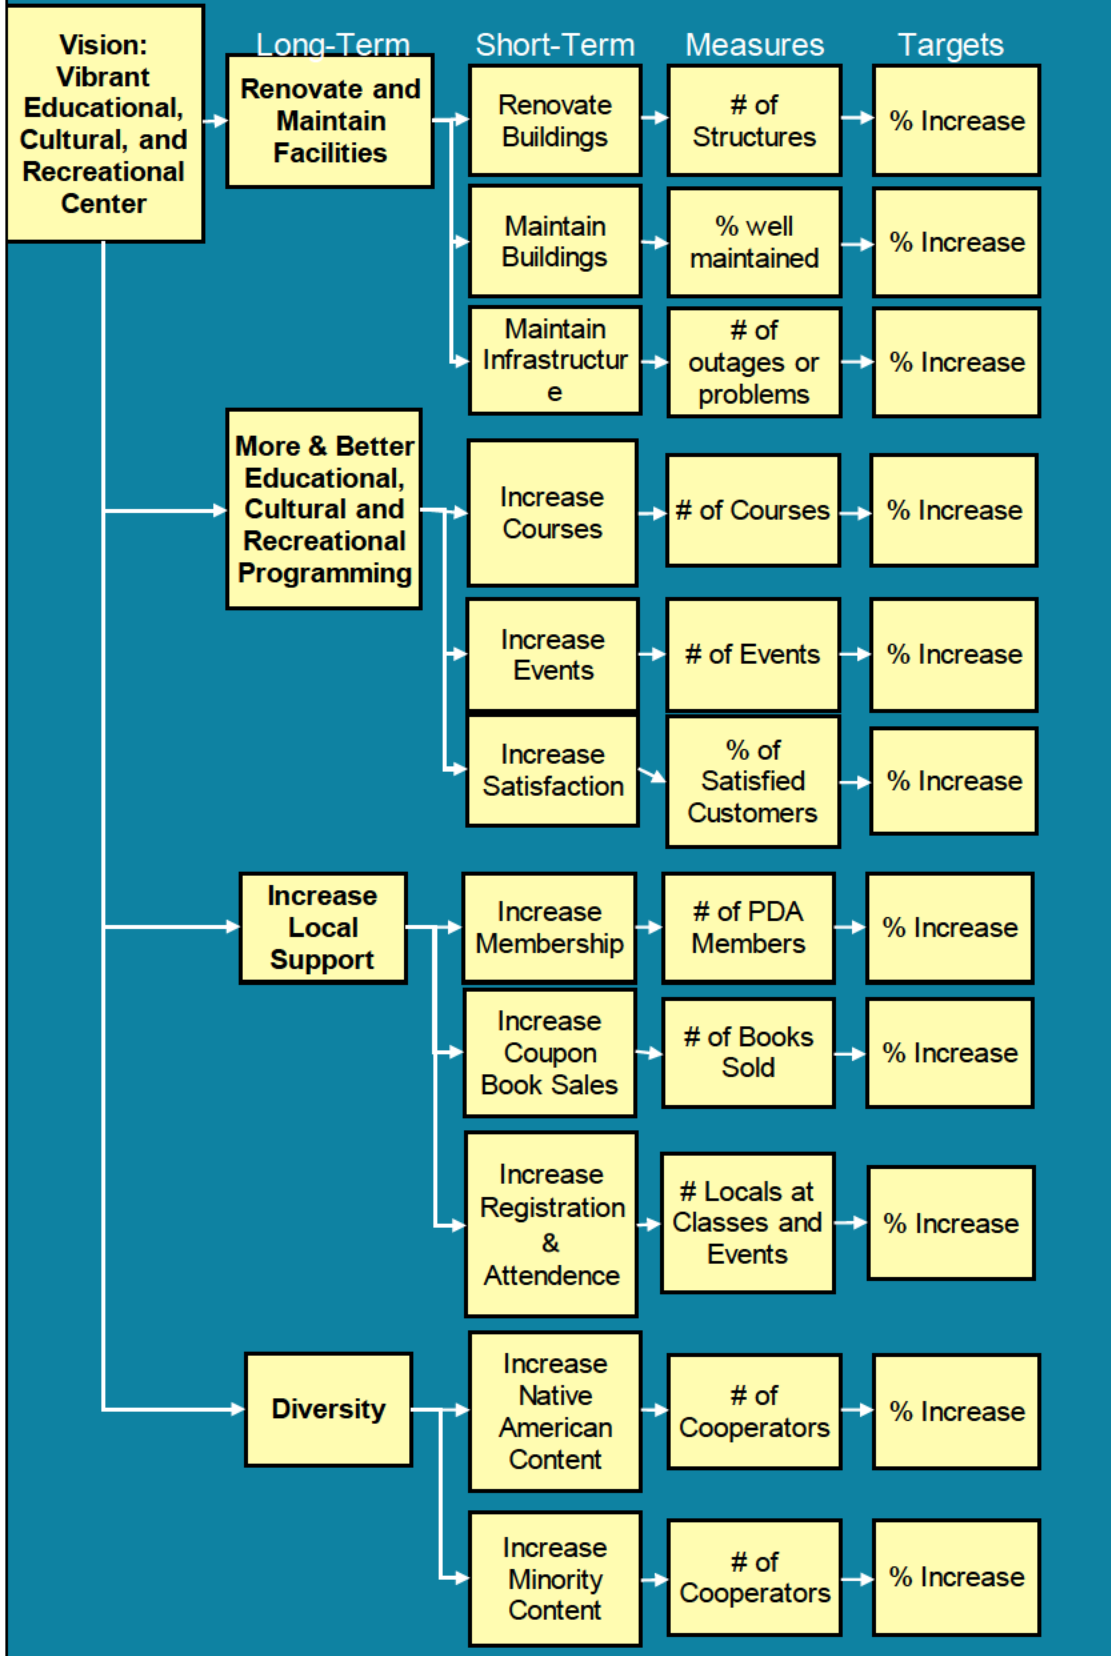 Vision:
Vibrant
Educational,
Cultural, and
Recreational
Center
Long-Term
Short-Term
Measures
Targets
Renovate and
Maintain
Facilities
Renovate
Buildings
# of
Structures
% Increase
Maintain
Buildings
% well
maintained
% Increase
Maintain
Infrastructur
e
# of
outages or
problems
% Increase
More & Better
Educational,
Cultural and
Recreational
Programming
Increase
Courses
# of Courses
% Increase
Increase
Events
# of Events
% Increase
Increase
Satisfaction
% of
Satisfied
Customers
% Increase
Increase
Local
Support
Increase
Membership
# of PDA
Members
% Increase
Increase
Coupon
Book Sales
# of Books
Sold
% Increase
Increase
Registration
&
Attendence
# Locals at
Classes and
Events
% Increase
Diversity
Increase
Native
American
Content
# of
Cooperators
% Increase
Increase
Minority
Content
# of
Cooperators
% Increase